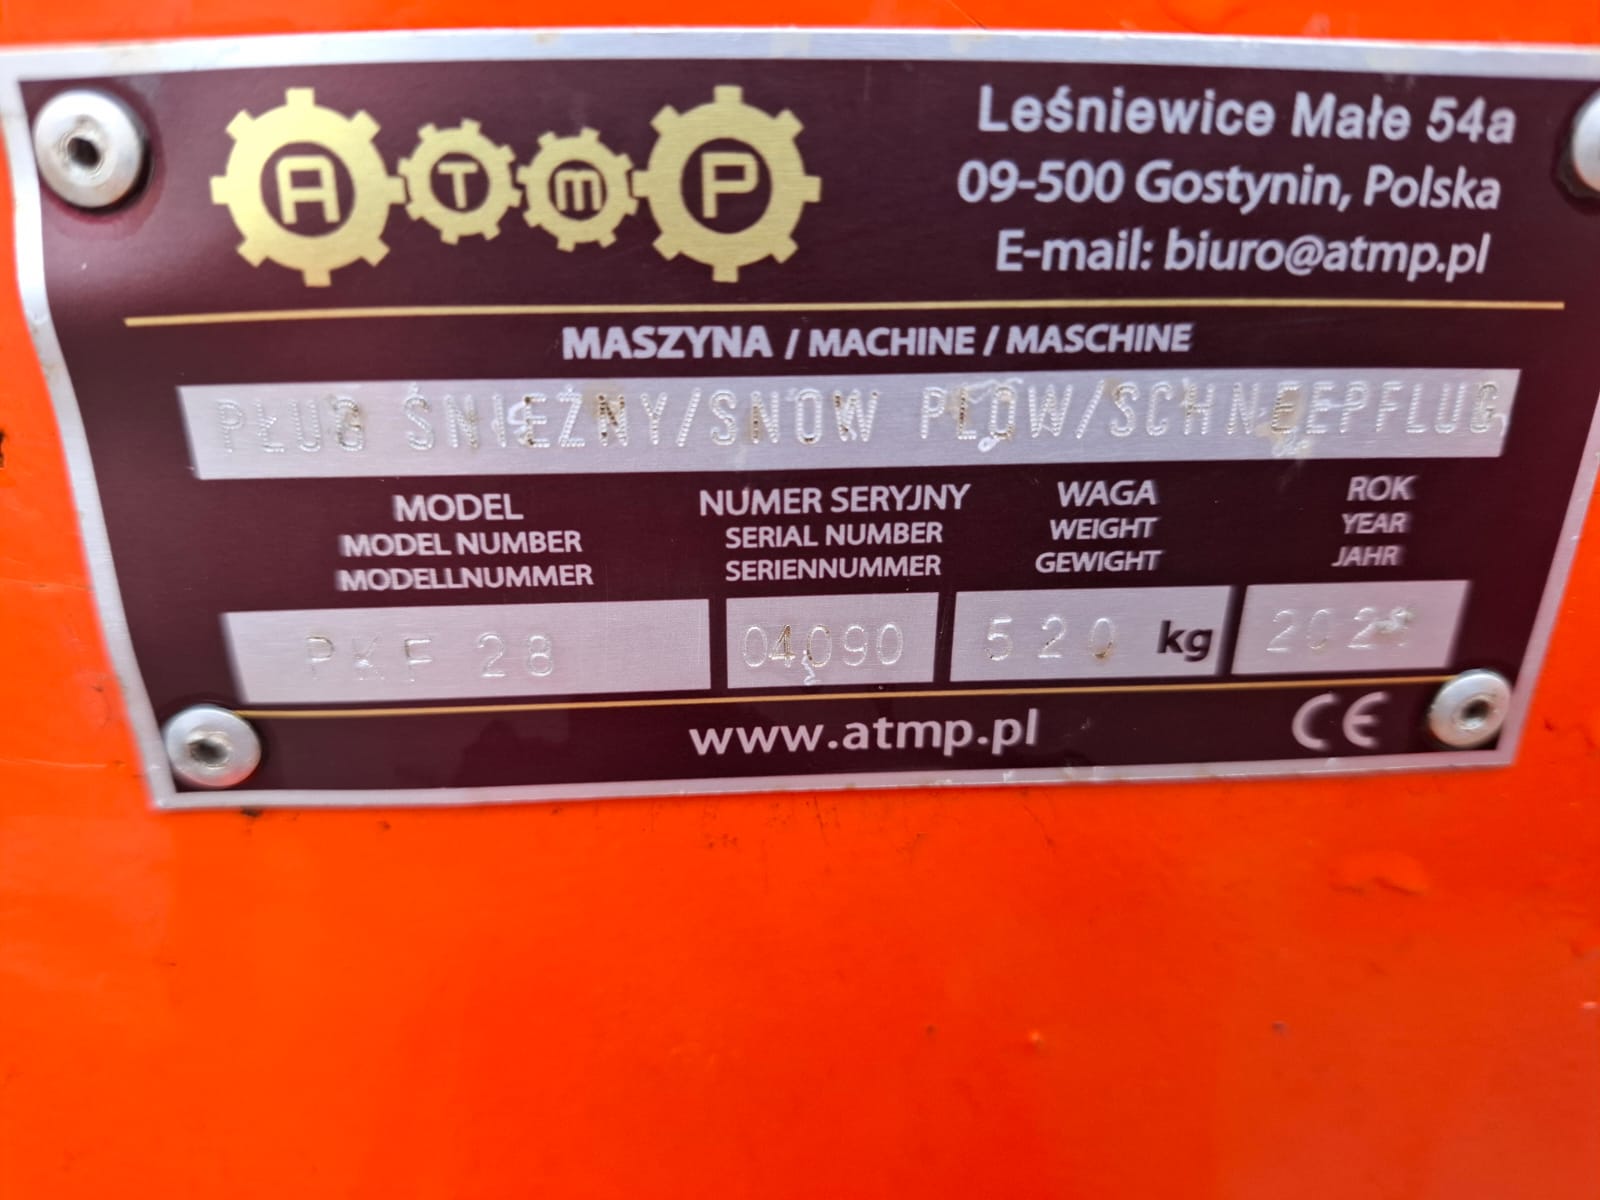 ATMP
Leśniewice Małe 54a
09-500 Gostynin, Polska
E-mail: biuro@atmp.pl
MASZYNA / MACHINE / MASCHINE
PŁUG ŚNIEŻNY/SNOW PLOW/SCHNEEPFLUG
MODEL
MODEL NUMBER
MODELLNUMMER
NUMER SERYJNY
SERIAL NUMBER
SERIENNUMMER
WAGA
WEIGHT
GEWIGHT
ROK
YEAR
JAHR
PKF 28
04090
520 kg
www.atmp.pl
CE